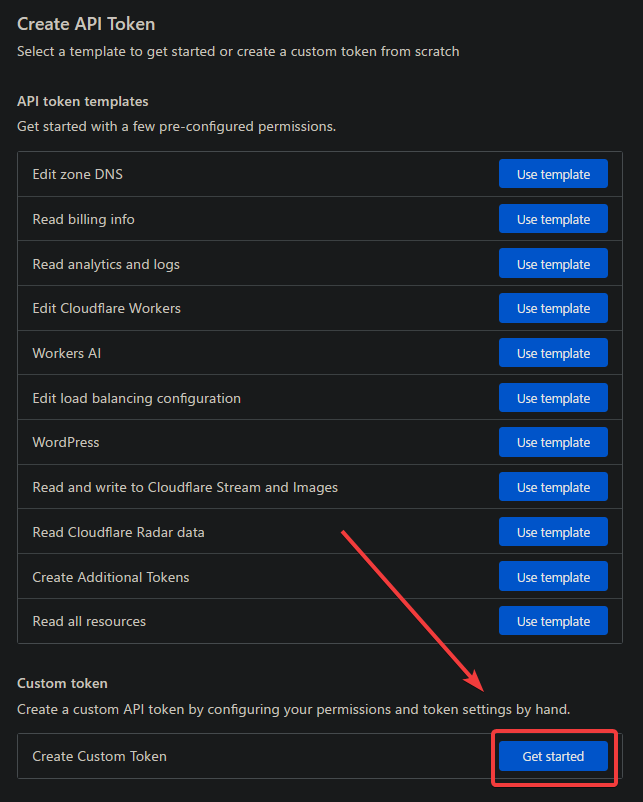 Create API Token
Select a template to get started or create a custom token from scratch
API token templates
Get started with a few pre-configured permissions.
Edit zone DNS Use template
Read billing info Use template
Read analytics and logs Use template
Edit Cloudflare Workers Use template
Workers AI Use template
Edit load balancing configuration Use template
WordPress Use template
Read and write to Cloudflare Stream and Images Use template
Read Cloudflare Radar data Use template
Create Additional Tokens Use template
Read all resources Use template
Custom token
Create a custom API token by configuring your permissions and token settings by hand.
Create Custom Token Get started